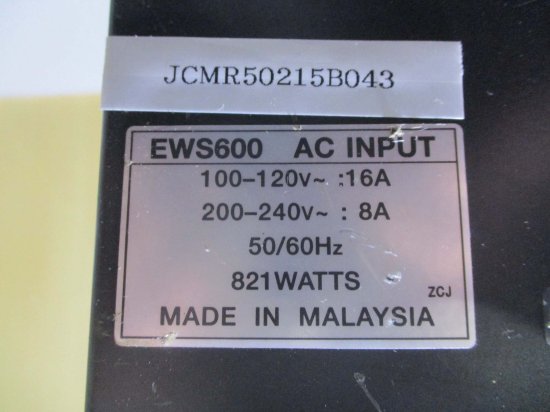 JCMR50215B043
EWS600 AC INPUT
100-120v~ :16A
200-240v~ : 8A
50/60Hz
821WATTS
ZCJ
MADE IN MALAYSIA